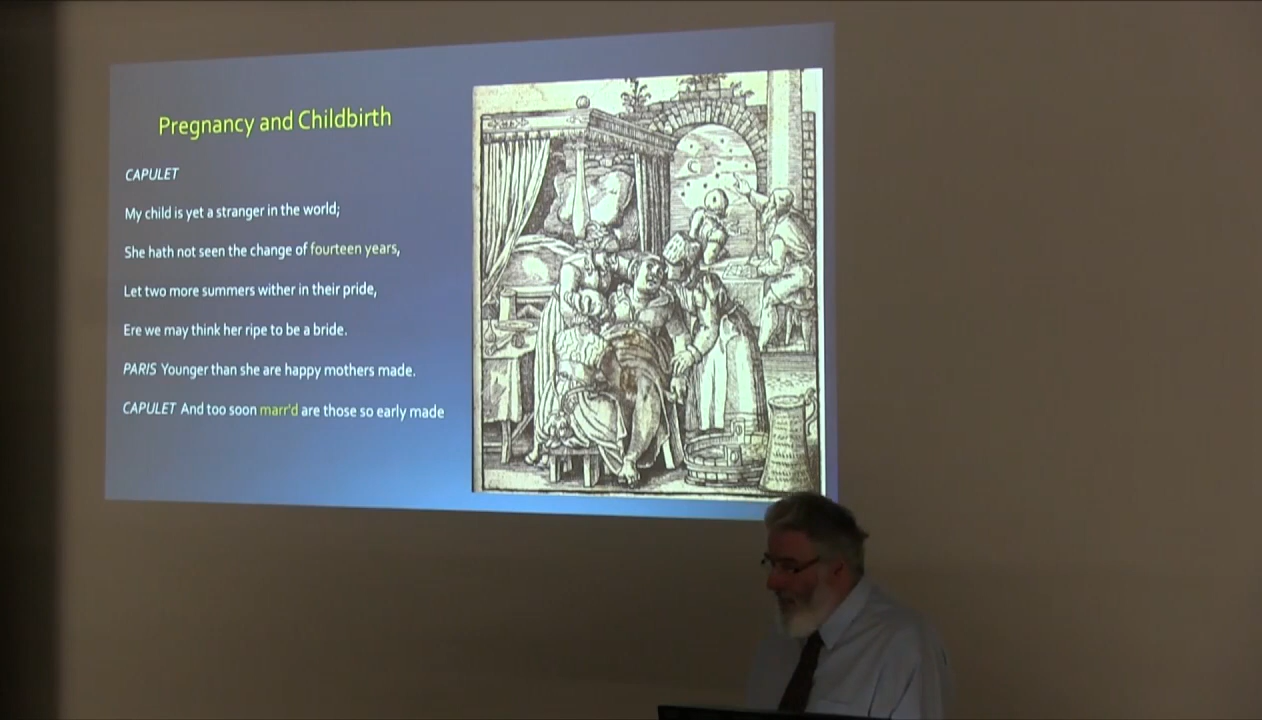 Pregnancy and Childbirth
CAPULET
My child is yet a stranger in the world;
She hath not seen the change of fourteen years,
Let two more summers wither in their pride,
Ere we may think her ripe to be a bride.
PARIS Younger than she are happy mothers made.
CAPULET And too soon marr'd are those so early made